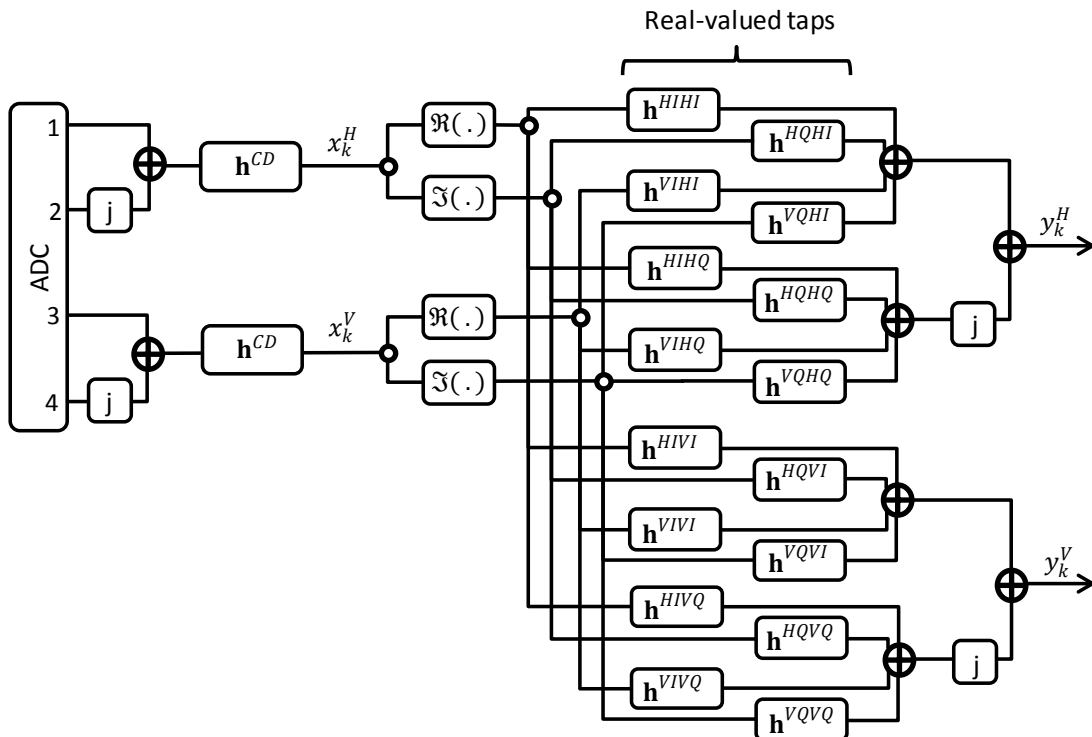 Real-valued taps
ADC
1
2
3
4
j
j
𝐡^{CD}
𝐡^{CD}
x_k^H
x_k^V
ℜ(.)
ℑ(.)
ℜ(.)
ℑ(.)
𝐡^{HIHI}
𝐡^{HQHI}
𝐡^{VIHI}
𝐡^{VQHI}
𝐡^{HIHQ}
𝐡^{HQHQ}
𝐡^{VIHQ}
𝐡^{VQHQ}
j
y_k^H
𝐡^{HIVI}
𝐡^{HQVI}
𝐡^{VIVI}
𝐡^{VQVI}
𝐡^{HIVQ}
𝐡^{HQVQ}
𝐡^{VIVQ}
𝐡^{VQVQ}
j
y_k^V